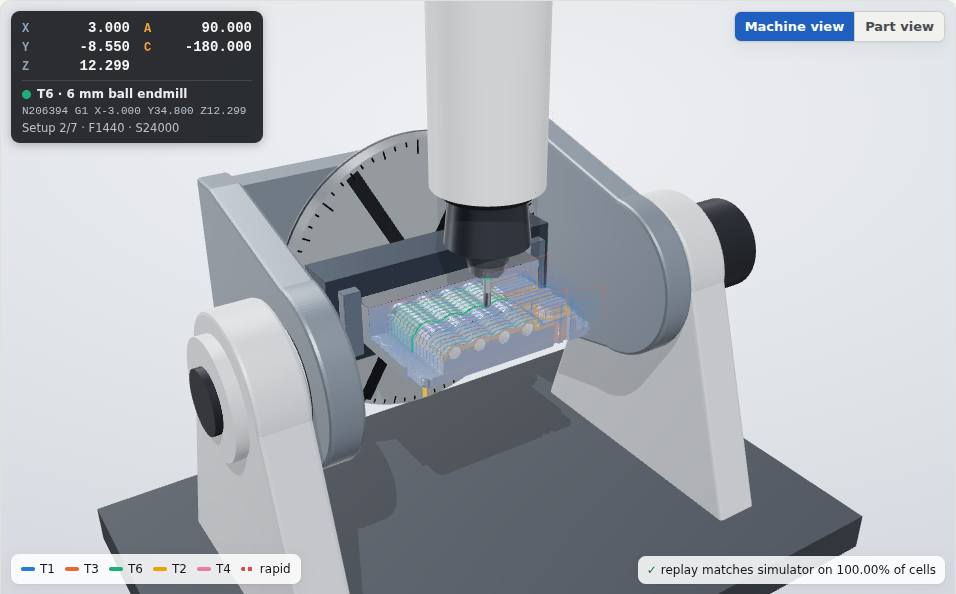 X 3.000 A 90.000
Y -8.550 C -180.000
Z 12.299
T6 · 6 mm ball endmill
N206394 G1 X-3.000 Y34.800 Z12.299
Setup 2/7 · F1440 · S24000
Machine view Part view
T1 T3 T6 T2 T4 rapid
✓ replay matches simulator on 100.00% of cells